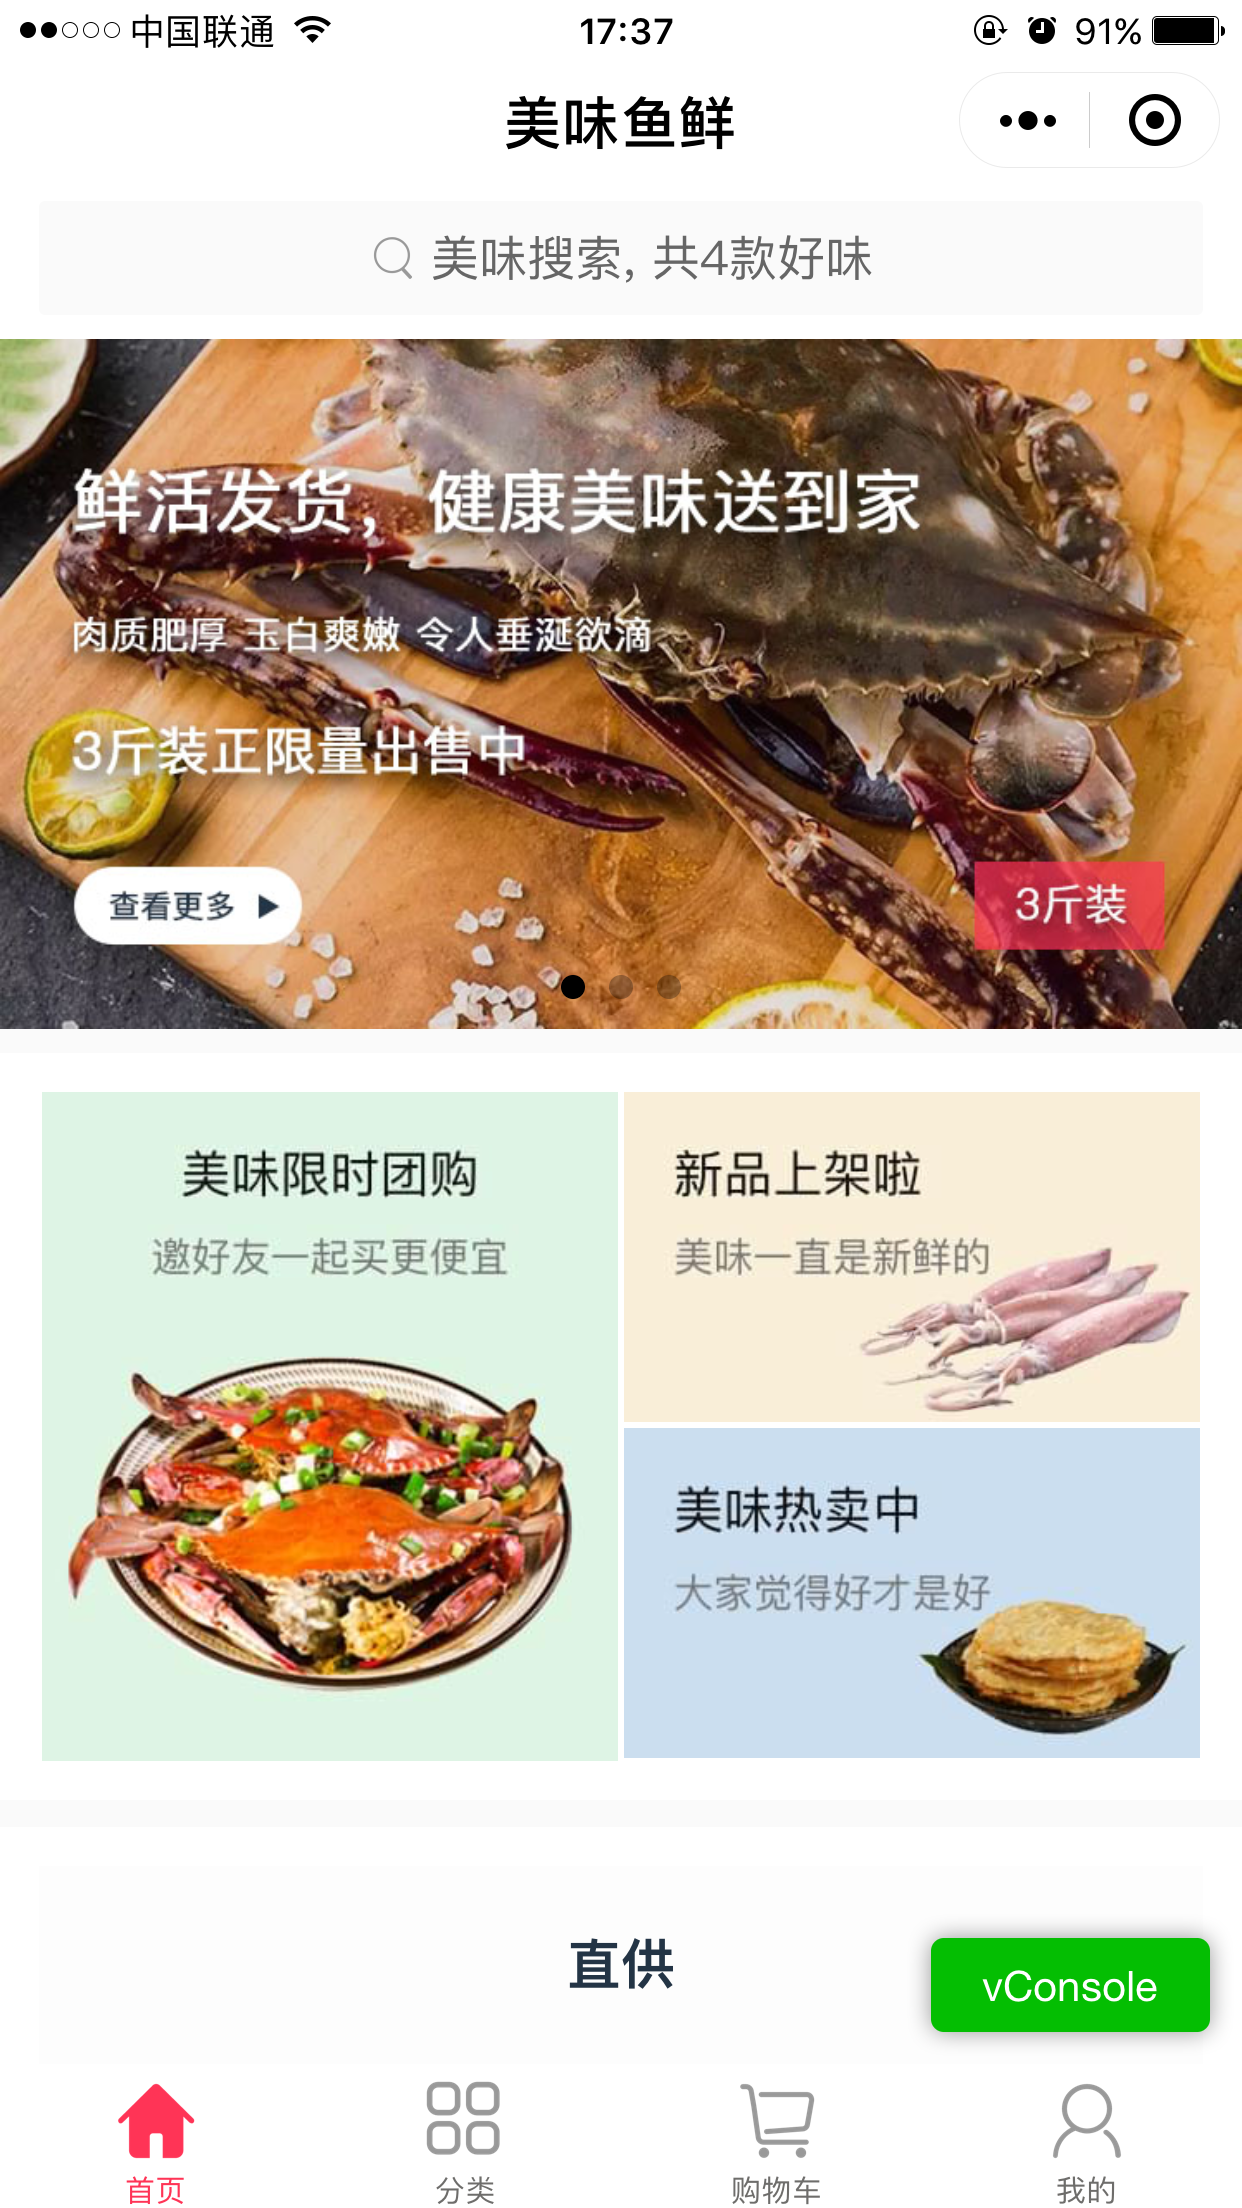 中国联通
17:37
91%
美味鱼鲜
美味搜索, 共4款好味
鲜活发货，健康美味送到家
肉质肥厚 玉白爽嫩 令人垂涎欲滴
3斤装正限量出售中
查看更多
3斤装
美味限时团购
邀好友一起买更便宜
新品上架啦
美味一直是新鲜的
美味热卖中
大家觉得好才是好
直供
vConsole
首页
分类
购物车
我的